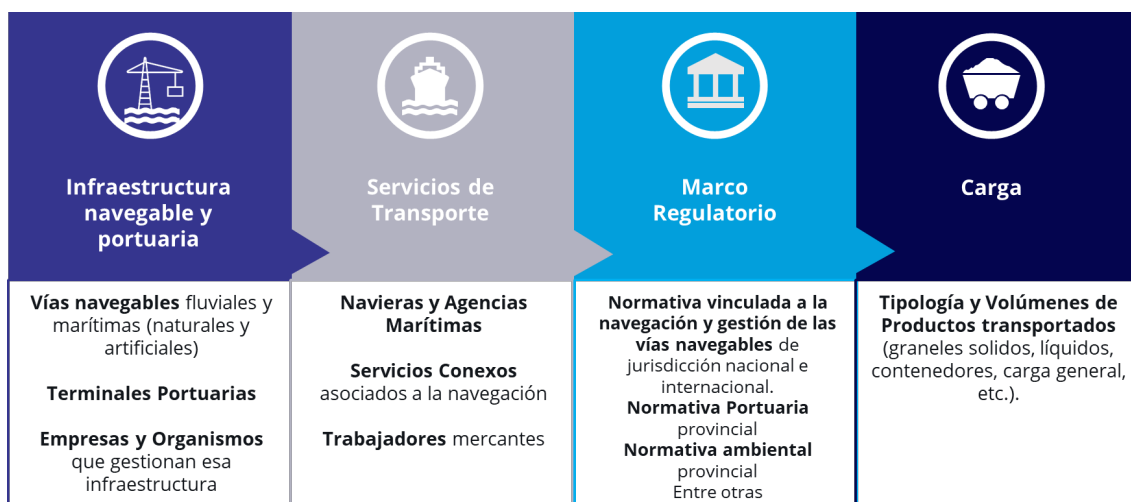 Infraestructura
navegable y
portuaria
Vías navegables fluviales y
marítimas (naturales y
artificiales)
Terminales Portuarias
Empresas y Organismos
que gestionan esa
infraestructura
Servicios de
Transporte
Navieras y Agencias
Marítimas
Servicios Conexos
asociados a la navegación
Trabajadores mercantes
Marco
Regulatorio
Normativa vinculada a la
navegación y gestión de las
vías navegables de
jurisdicción nacional e
internacional.
Normativa Portuaria
provincial
Normativa ambiental
provincial
Entre otras
Carga
Tipología y Volúmenes de
Productos transportados
(graneles solidos, líquidos,
contenedores, carga general,
etc.).